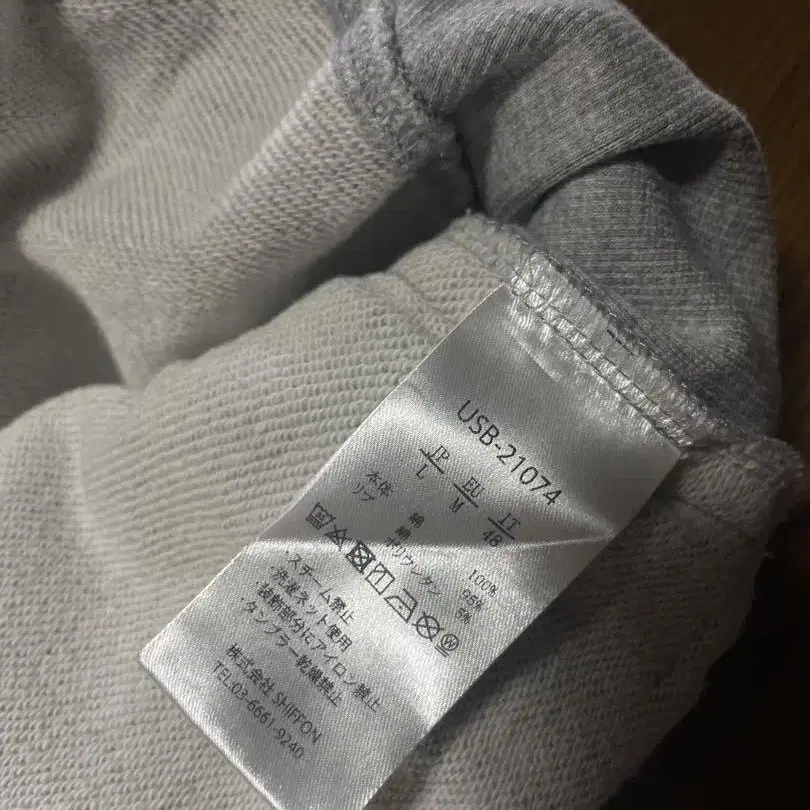 USB-21074
JP EU IT
L M 48
本体 綿 100%
リブ 綿 95%
ポリウレタン 5%
・スチーム禁止
・洗濯ネット使用
・装飾部分にアイロン禁止
・タンブラー乾燥禁止
株式会社 SHIFFON
TEL.03-6661-9240